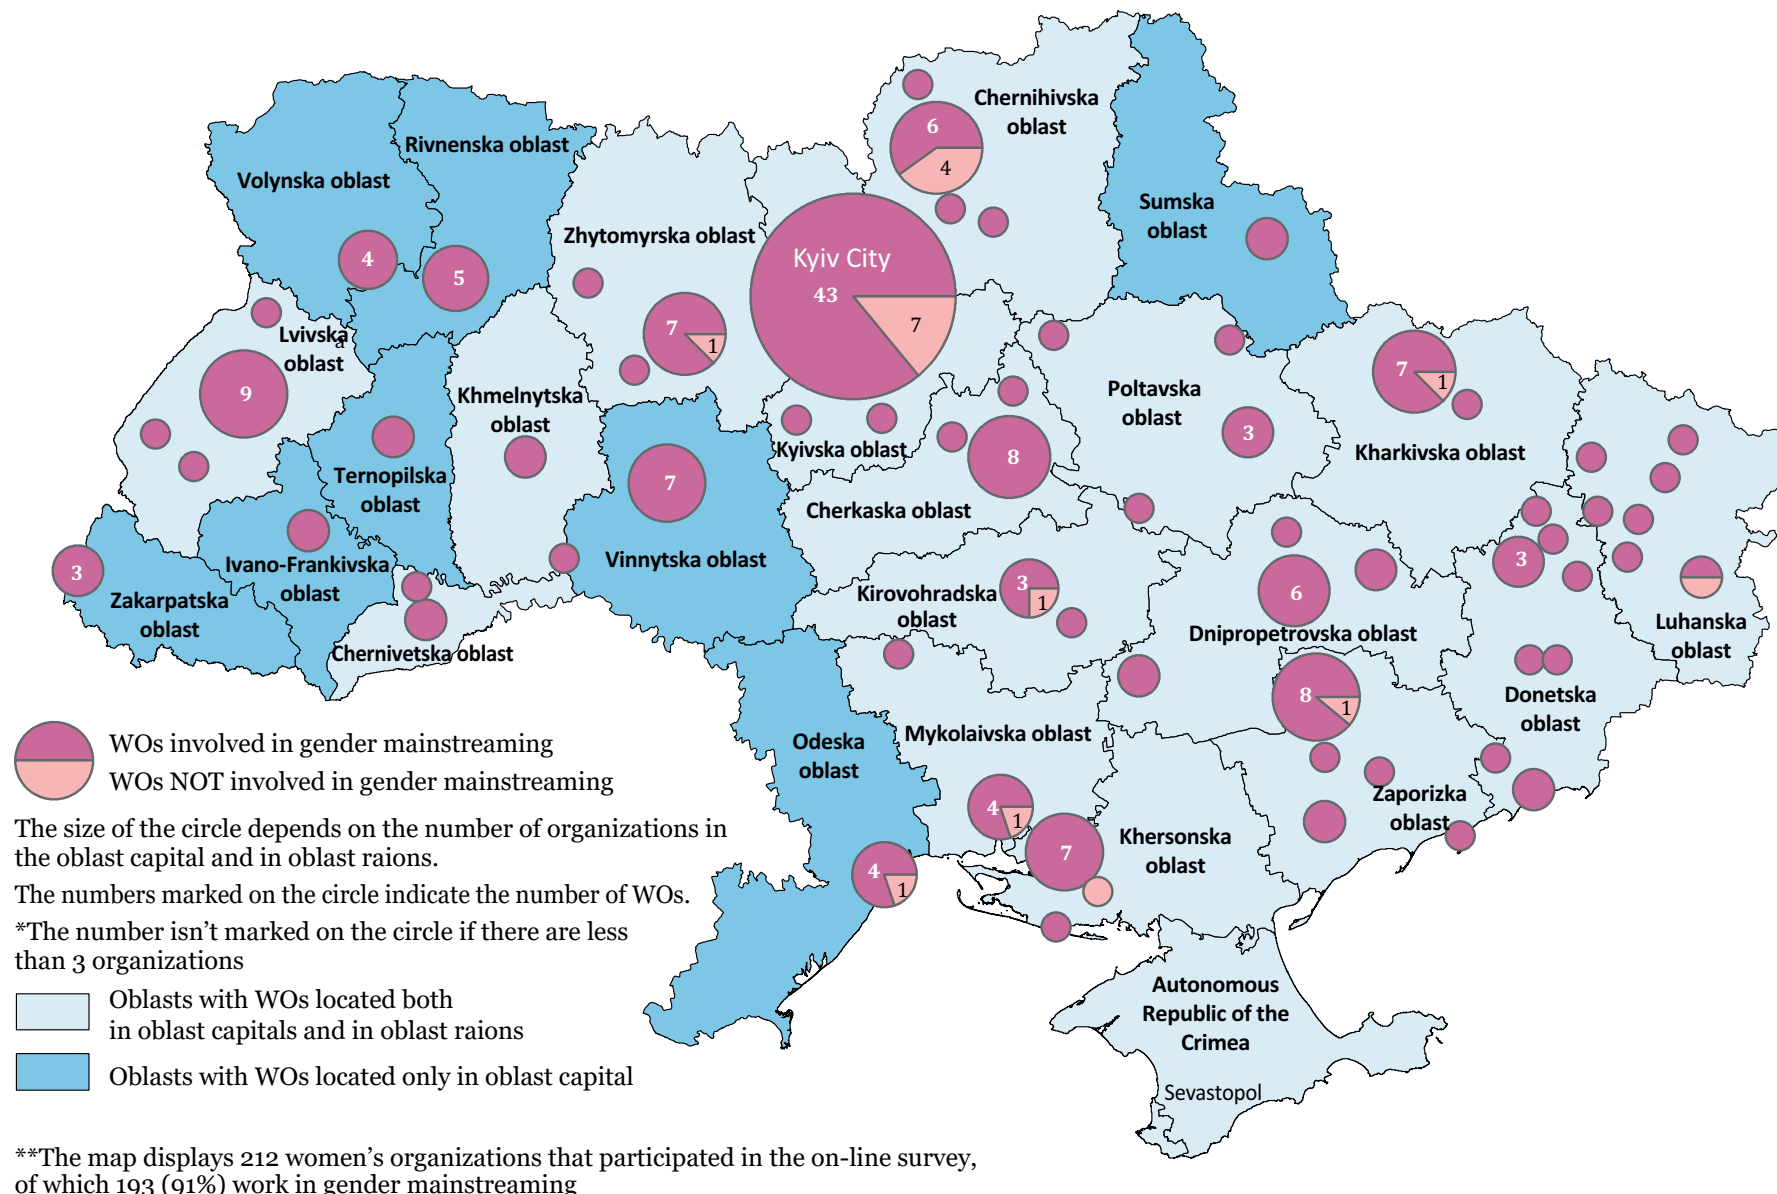 Chernihivska
oblast
6
4
Rivnenska oblast
Volynska oblast
Sumska
oblast
Zhytomyrska oblast
Kyiv City
43
7
4
5
7
1
Lvivska
a
oblast
9
Khmelnytska
oblast
Poltavska
oblast
3
7
1
Kharkivska oblast
Kyivska oblast
8
Ternopilska
oblast
7
Cherkaska oblast
Vinnytska oblast
3
Ivano-Frankivska
oblast
3
Zakarpatska
oblast
Kirovohradska
oblast
3
1
6
Dnipropetrovska oblast
Luhanska
oblast
Chernivetska oblast
8
1
Donetska
oblast
Odeska
oblast
Mykolaivska oblast
4
1
Zaporizka
oblast
7
Khersonska
oblast
4
1
WOs involved in gender mainstreaming
WOs NOT involved in gender mainstreaming
The size of the circle depends on the number of organizations in
the oblast capital and in oblast raions.
The numbers marked on the circle indicate the number of WOs.
*The number isn't marked on the circle if there are less
than 3 organizations
Oblasts with WOs located both
in oblast capitals and in oblast raions
Oblasts with WOs located only in oblast capital
Autonomous
Republic of the
Crimea
Sevastopol
**The map displays 212 women's organizations that participated in the on-line survey,
of which 193 (91%) work in gender mainstreaming